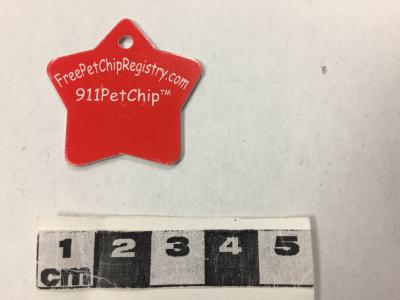 FreePetChipRegistry.com
911PetChip™
1 2 3 4 5
cm